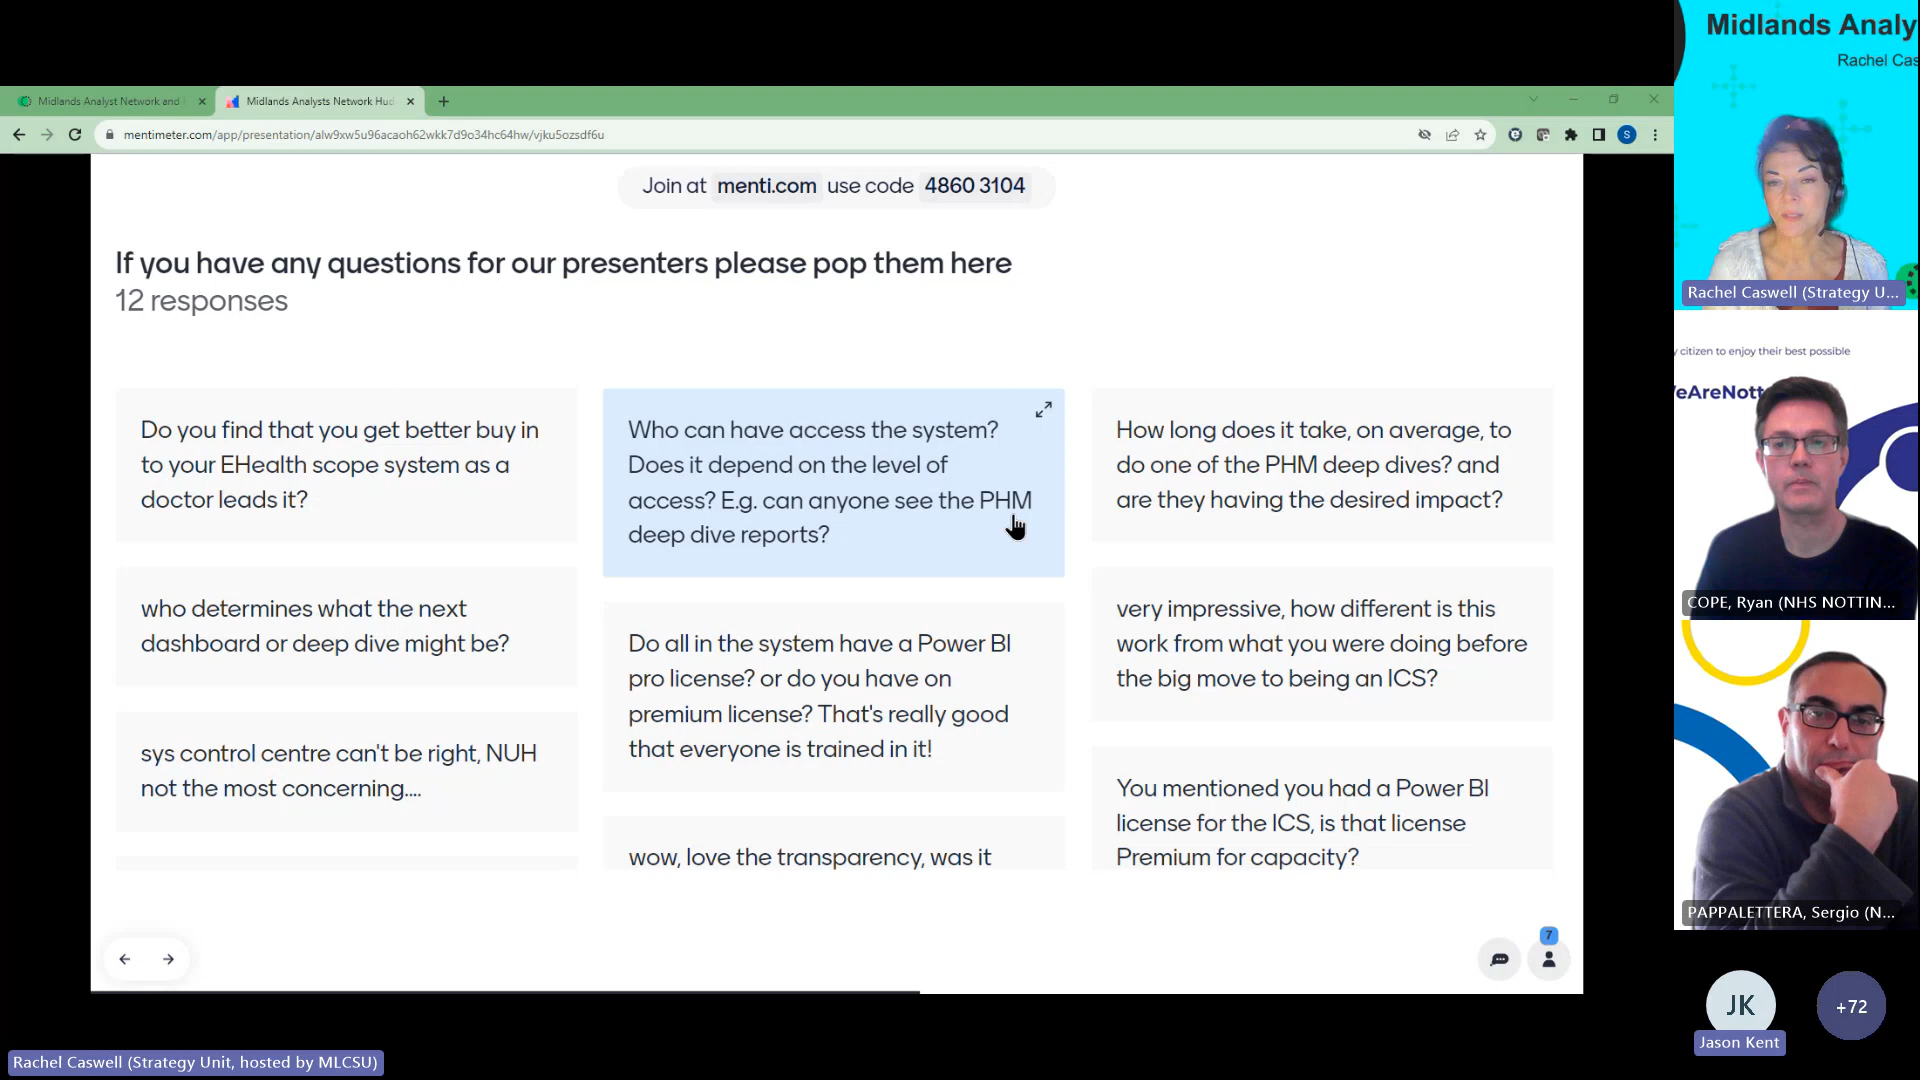 Midlands Analyst Network and
Midlands Analysts Network Hud
mentimeter.com/app/presentation/alw9xw5u96acaoh62wkk7d9o34hc64hw/vjku5ozsdf6u
S
Join at menti.com use code 4860 3104
If you have any questions for our presenters please pop them here
12 responses
Do you find that you get better buy in
to your EHealth scope system as a
doctor leads it?
who determines what the next
dashboard or deep dive might be?
sys control centre can't be right, NUH
not the most concerning....
Who can have access the system?
Does it depend on the level of
access? E.g. can anyone see the PHM
deep dive reports?
Do all in the system have a Power BI
pro license? or do you have on
premium license? That's really good
that everyone is trained in it!
wow, love the transparency, was it
How long does it take, on average, to
do one of the PHM deep dives? and
are they having the desired impact?
very impressive, how different is this
work from what you were doing before
the big move to being an ICS?
You mentioned you had a Power BI
license for the ICS, is that license
Premium for capacity?
7
Midlands Analy
Rachel Cas
Rachel Caswell (Strategy U...
y citizen to enjoy their best possible
VeAreNott
COPE, Ryan (NHS NOTTIN...
PAPPALETTERA, Sergio (N...
JK
+72
Jason Kent
Rachel Caswell (Strategy Unit, hosted by MLCSU)